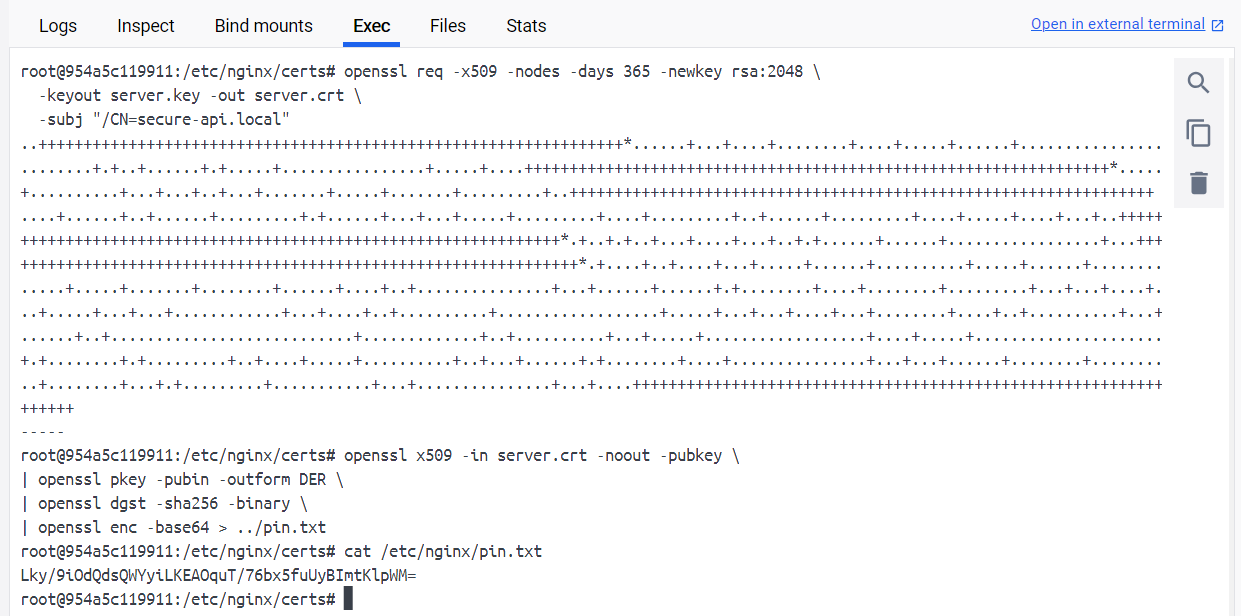 Logs Inspect Bind mounts Exec Files Stats Open in external terminal
root@954a5c119911:/etc/nginx/certs# openssl req -x509 -nodes -days 365 -newkey rsa:2048 \
-keyout server.key -out server.crt \
-subj "/CN=secure-api.local"
-----
root@954a5c119911:/etc/nginx/certs# openssl x509 -in server.crt -noout -pubkey \
| openssl pkey -pubin -outform DER \
| openssl dgst -sha256 -binary \
| openssl enc -base64 > ../pin.txt
root@954a5c119911:/etc/nginx/certs# cat /etc/nginx/pin.txt
Lky/9iOdQdsQWYyiLKEAOquT/76bx5fuUyBImtKlpWM=
root@954a5c119911:/etc/nginx/certs#